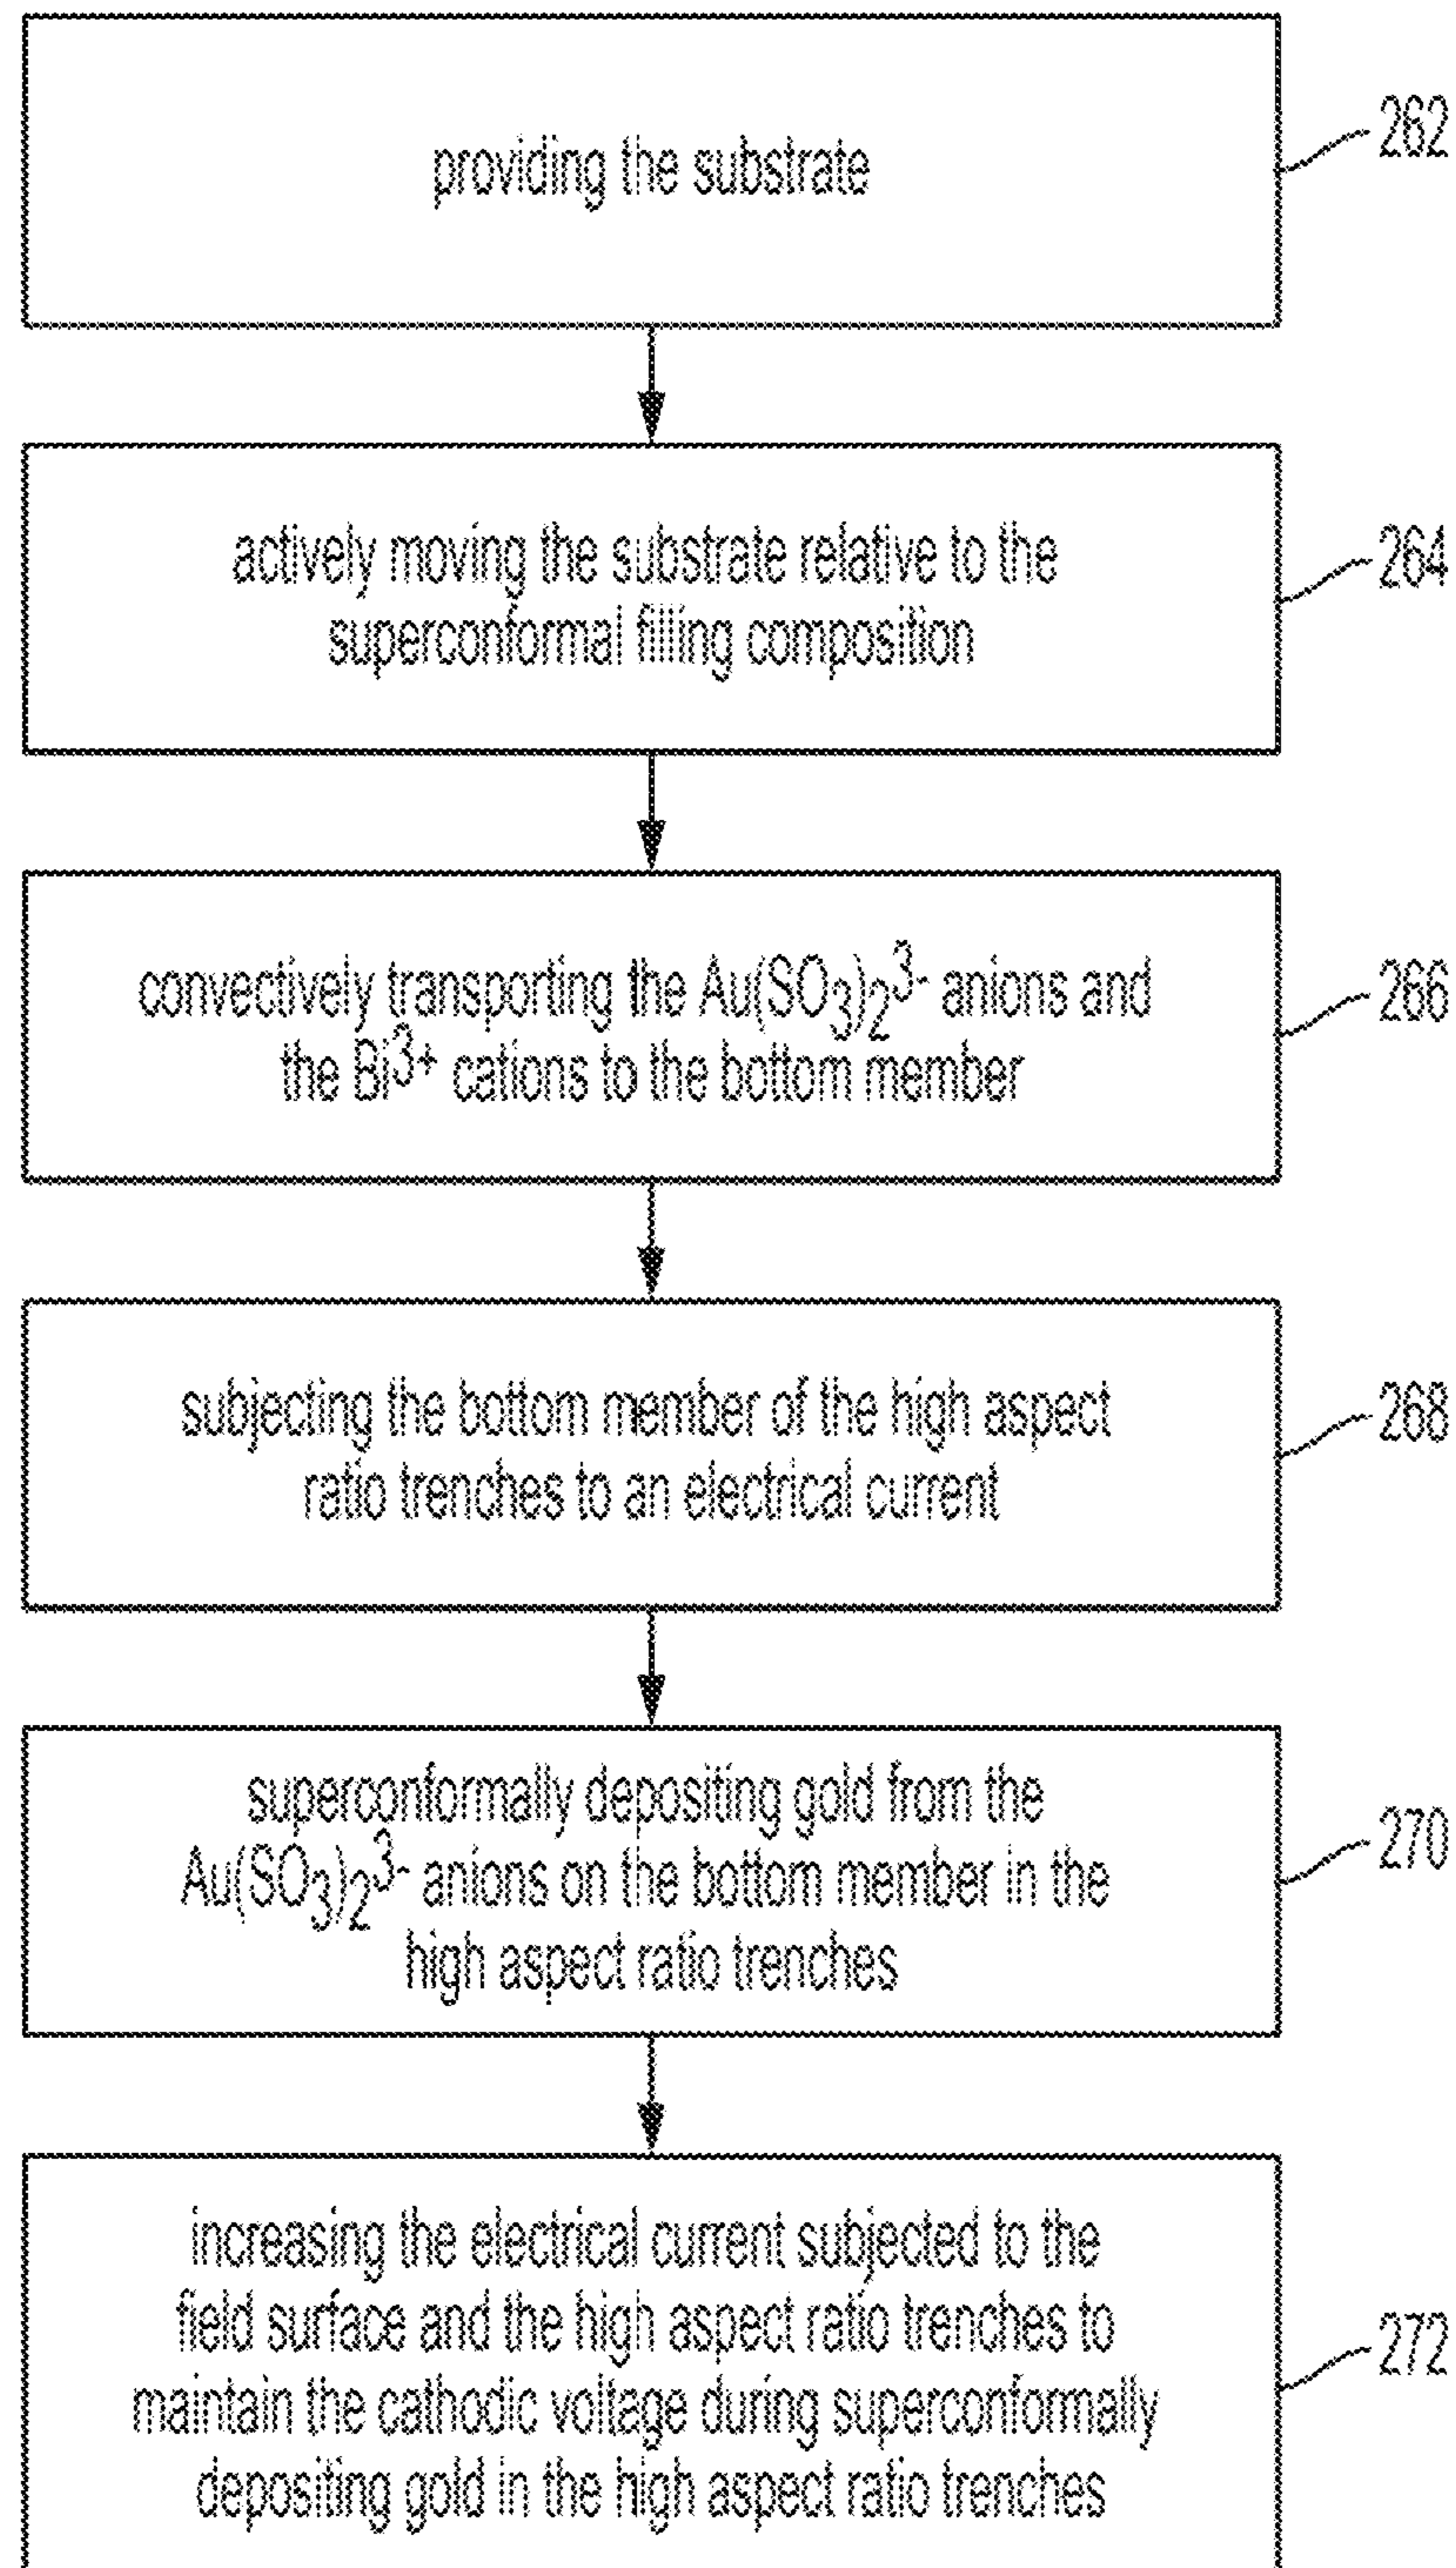 providing the substrate
262
actively moving the substrate relative to the
superconformal filling composition
264
convectively transporting the Au(SO₃)₂³⁻ anions and
the Bi³⁺ cations to the bottom member
266
subjecting the bottom member of the high aspect
ratio trenches to an electrical current
268
superconformally depositing gold from the
Au(SO₃)₂³⁻ anions on the bottom member in the
high aspect ratio trenches
270
increasing the electrical current subjected to the
field surface and the high aspect ratio trenches to
maintain the cathodic voltage during superconformally
depositing gold in the high aspect ratio trenches
272